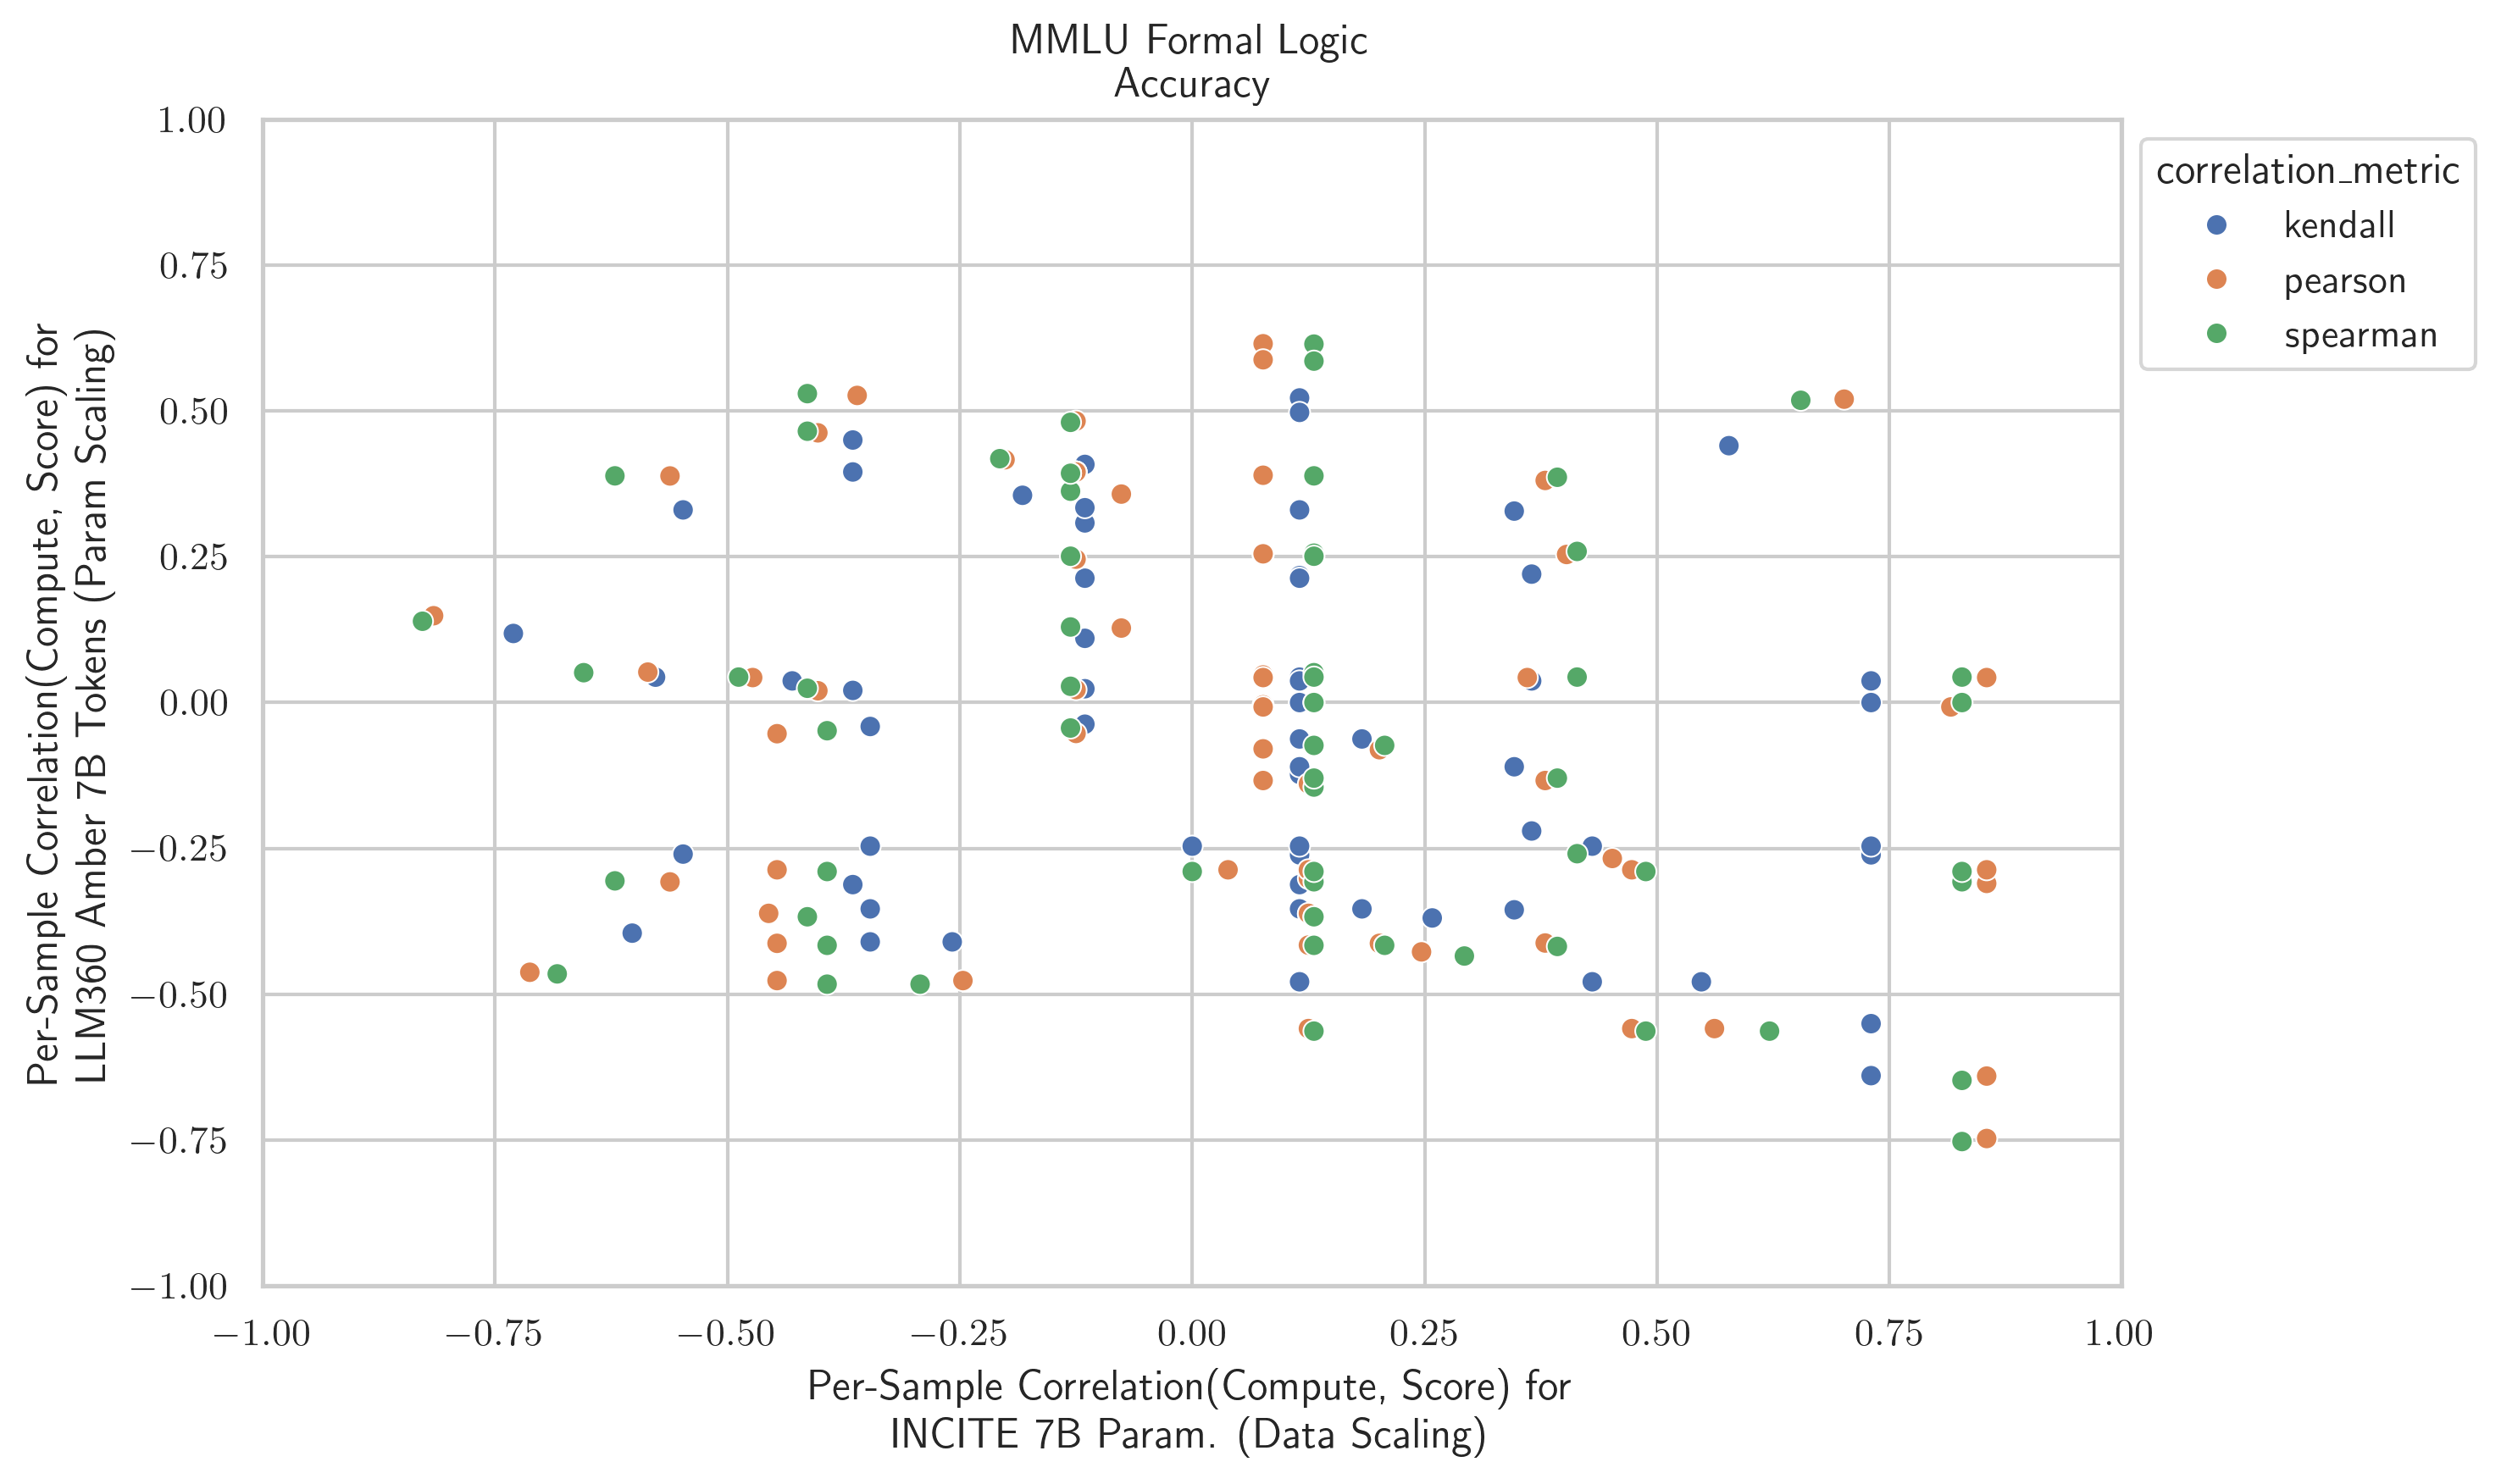 MMLU Formal Logic
Accuracy
1.00
0.75
0.50
0.25
0.00
−0.25
−0.50
−0.75
−1.00
Per-Sample Correlation(Compute, Score) for
LLM360 Amber 7B Tokens (Param Scaling)
correlation_metric
kendall
pearson
spearman
−1.00 −0.75 −0.50 −0.25 0.00 0.25 0.50 0.75 1.00
Per-Sample Correlation(Compute, Score) for
INCITE 7B Param. (Data Scaling)